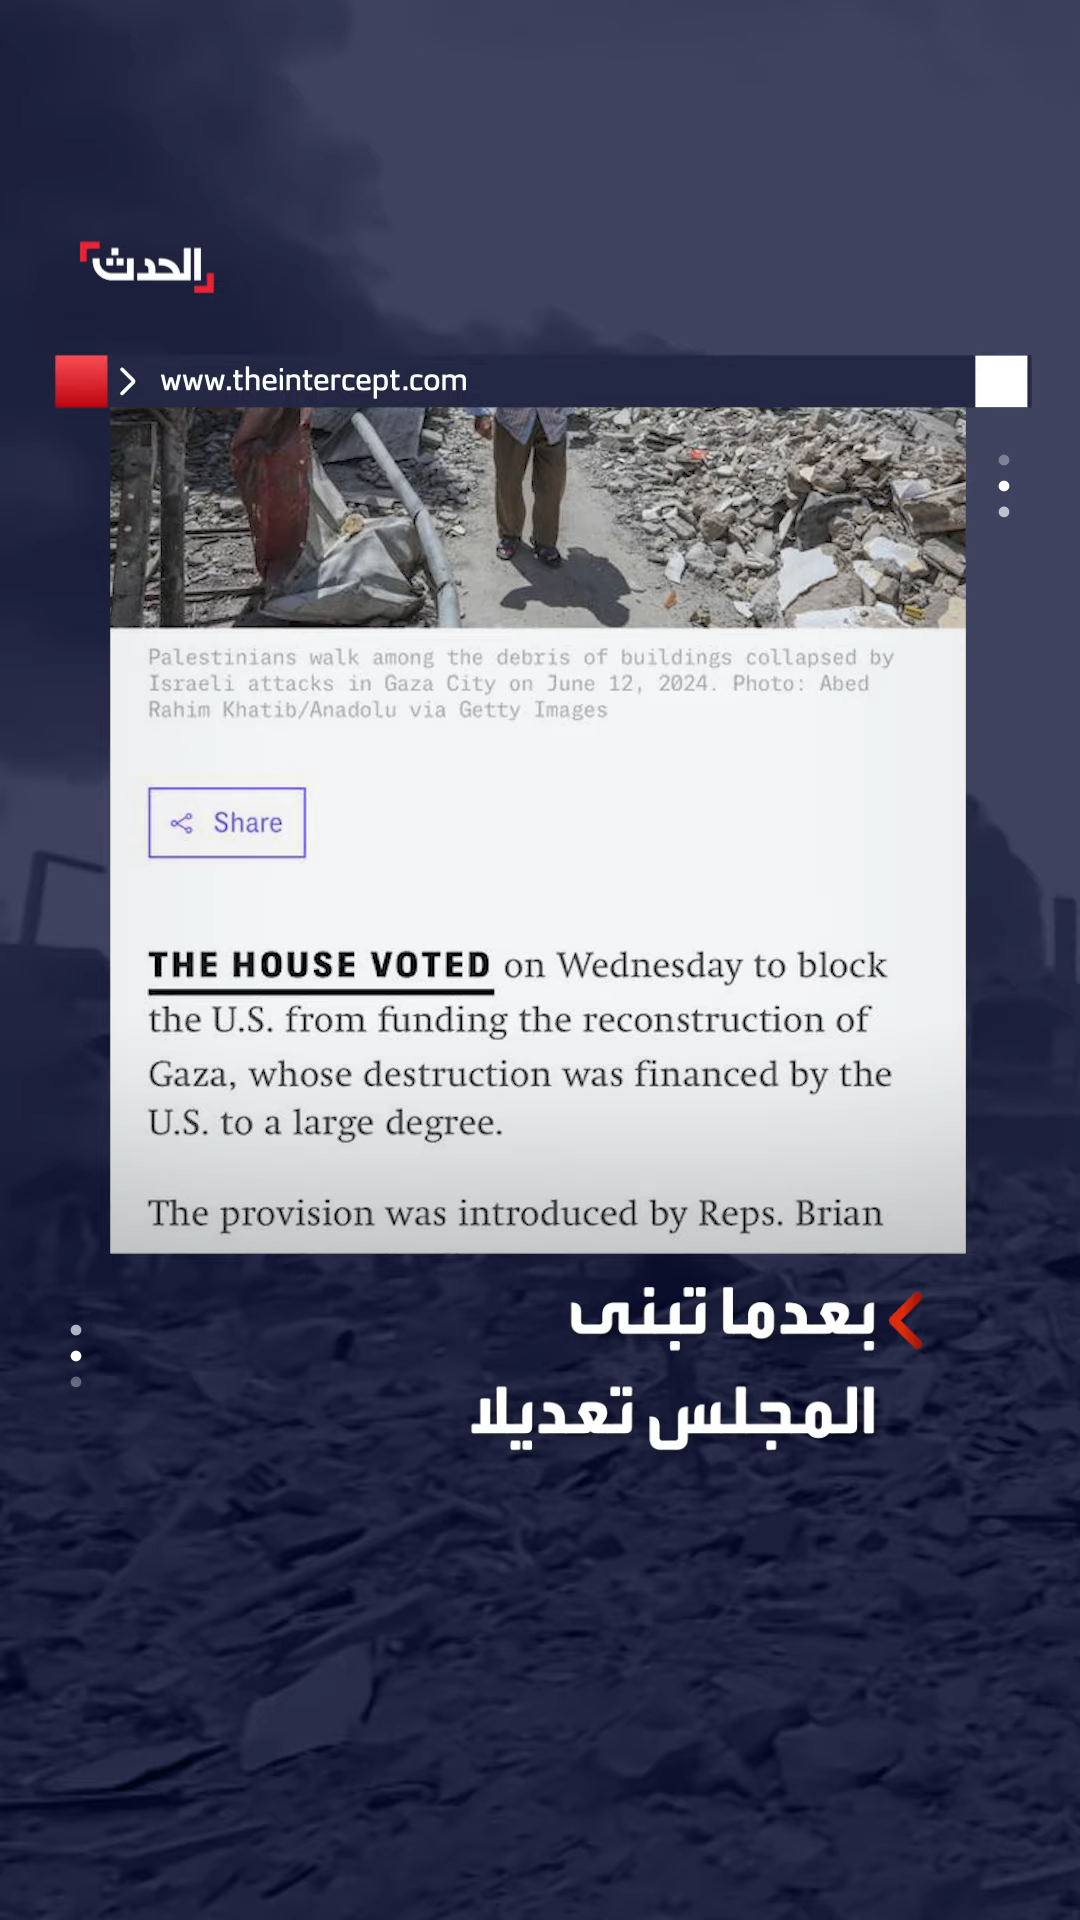 الحدث
www.theintercept.com
Palestinians walk among the debris of buildings collapsed by
Israeli attacks in Gaza City on June 12, 2024. Photo: Abed
Rahim Khatib/Anadolu via Getty Images
Share
THE HOUSE VOTED on Wednesday to block
the U.S. from funding the reconstruction of
Gaza, whose destruction was financed by the
U.S. to a large degree.
The provision was introduced by Reps. Brian
بعدما تبنى
المجلس تعديلا